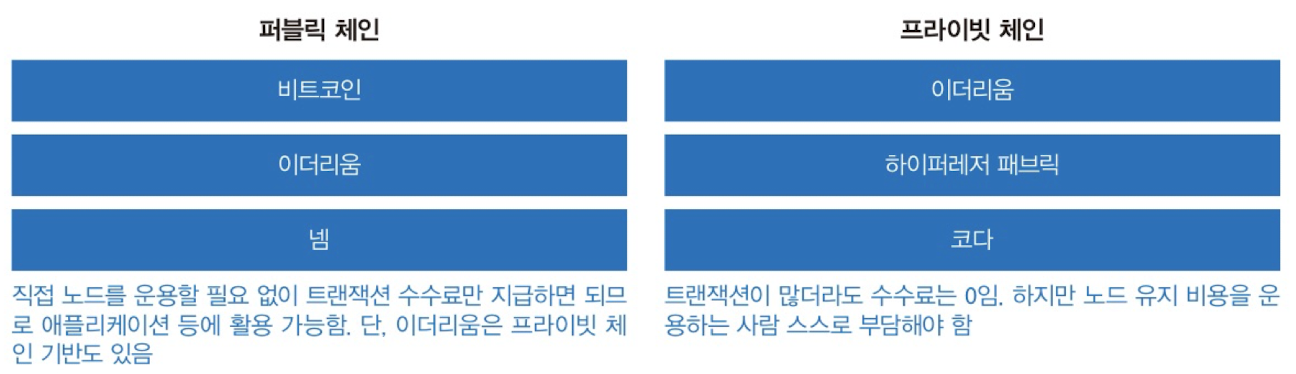 퍼블릭 체인
비트코인
이더리움
넴
직접 노드를 운용할 필요 없이 트랜잭션 수수료만 지급하면 되므
로 애플리케이션 등에 활용 가능함. 단, 이더리움은 프라이빗 체
인 기반도 있음
프라이빗 체인
이더리움
하이퍼레저 패브릭
코다
트랜잭션이 많더라도 수수료는 0임. 하지만 노드 유지 비용을 운
용하는 사람 스스로 부담해야 함